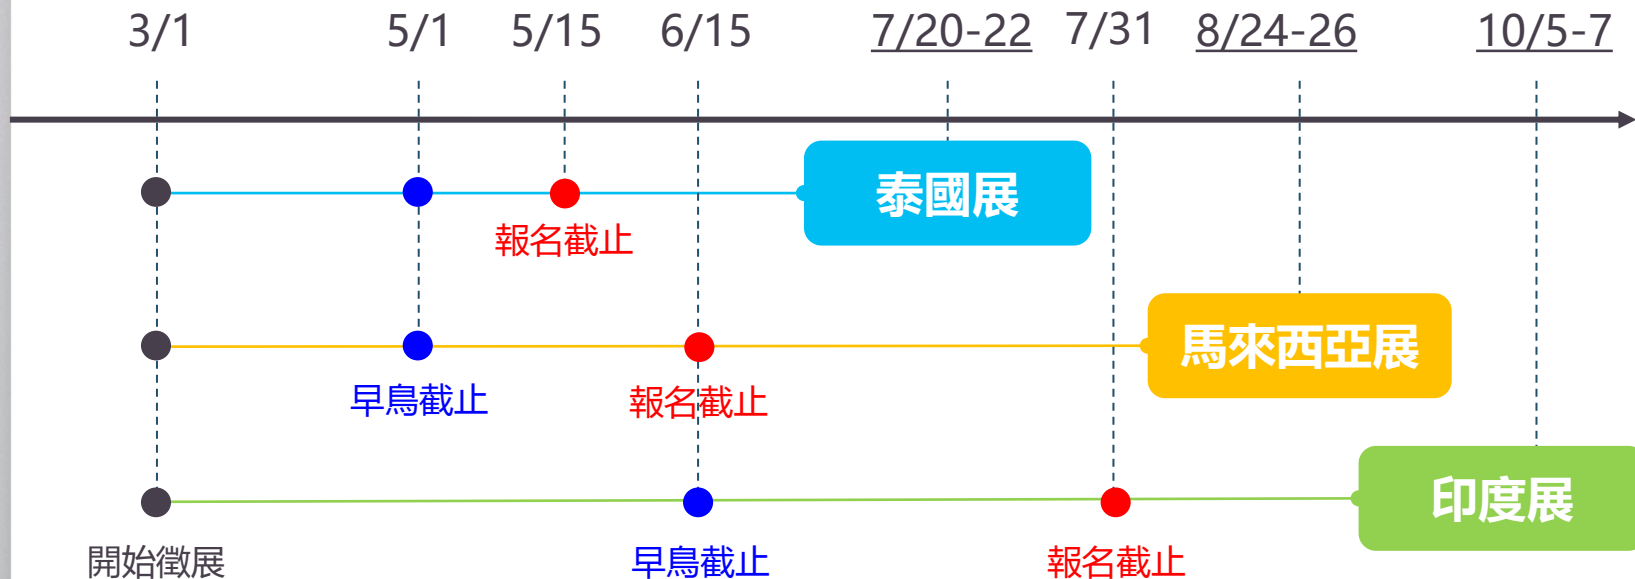 3/1 5/1 5/15 6/15 7/20-22 7/31 8/24-26 10/5-7
泰國展
報名截止
馬來西亞展
早鳥截止 報名截止
印度展
開始徵展 早鳥截止 報名截止